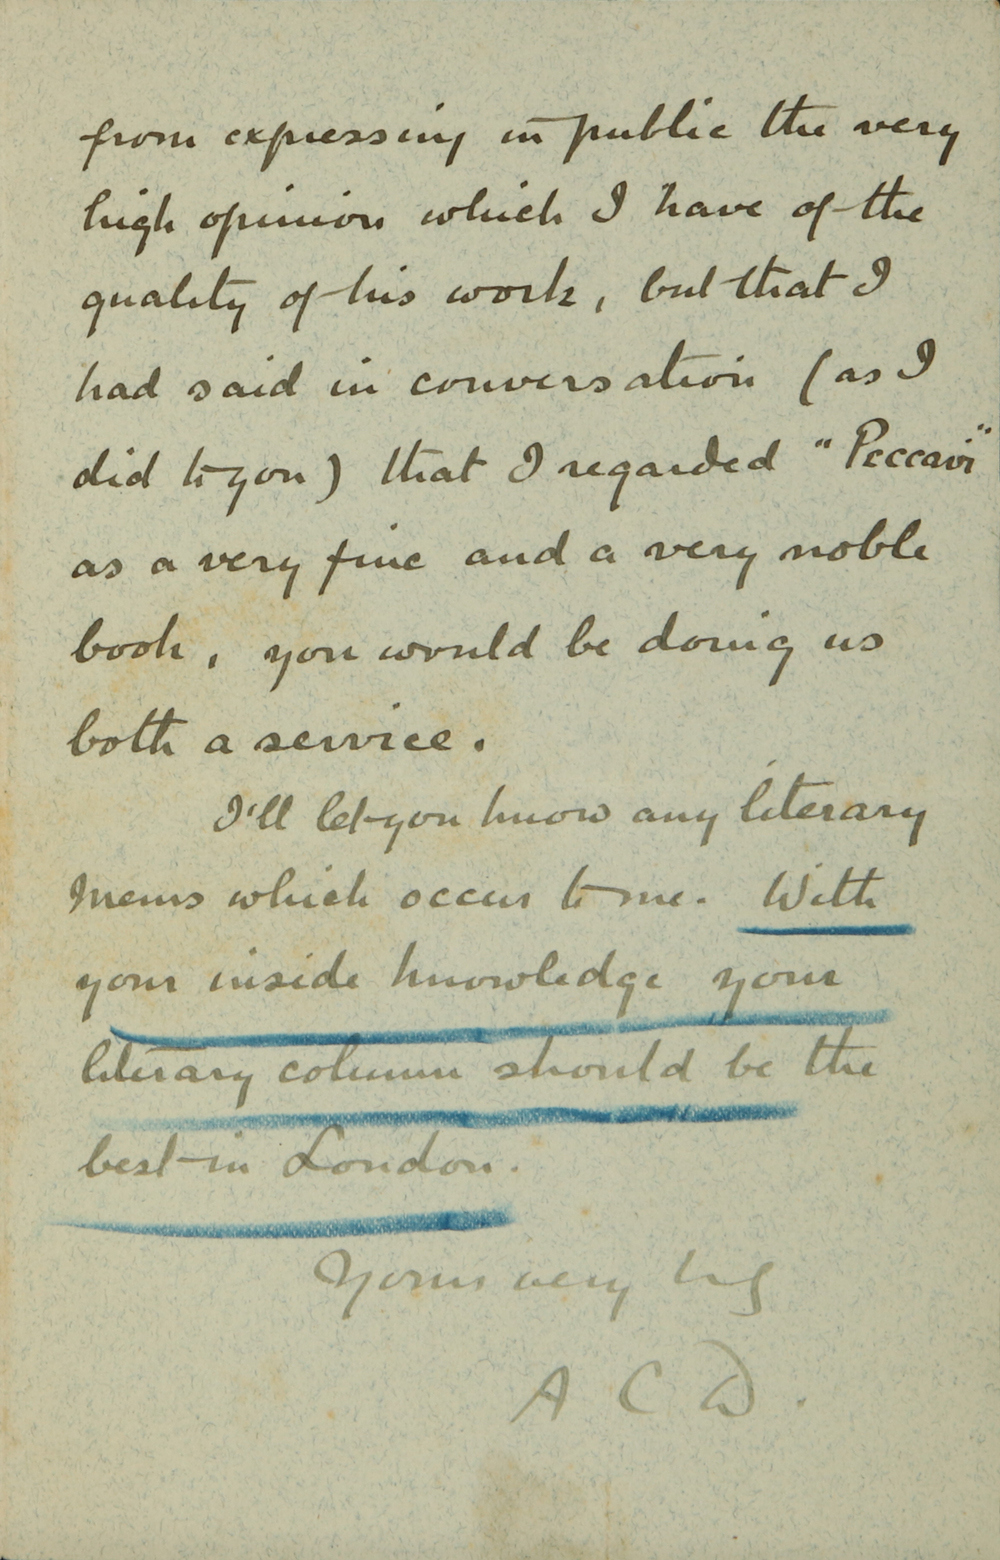 from expressing in public the very
high opinion which I have of the
quality of his work, but that I
had said in conversation (as I
did to you) that I regarded "Peccavi"
as a very fine and a very noble
book, you would be doing us
both a service.
I'll let you know any literary
news which occur to me. With
your inside knowledge your
literary column should be the
best in London.
Yours very
A C D.